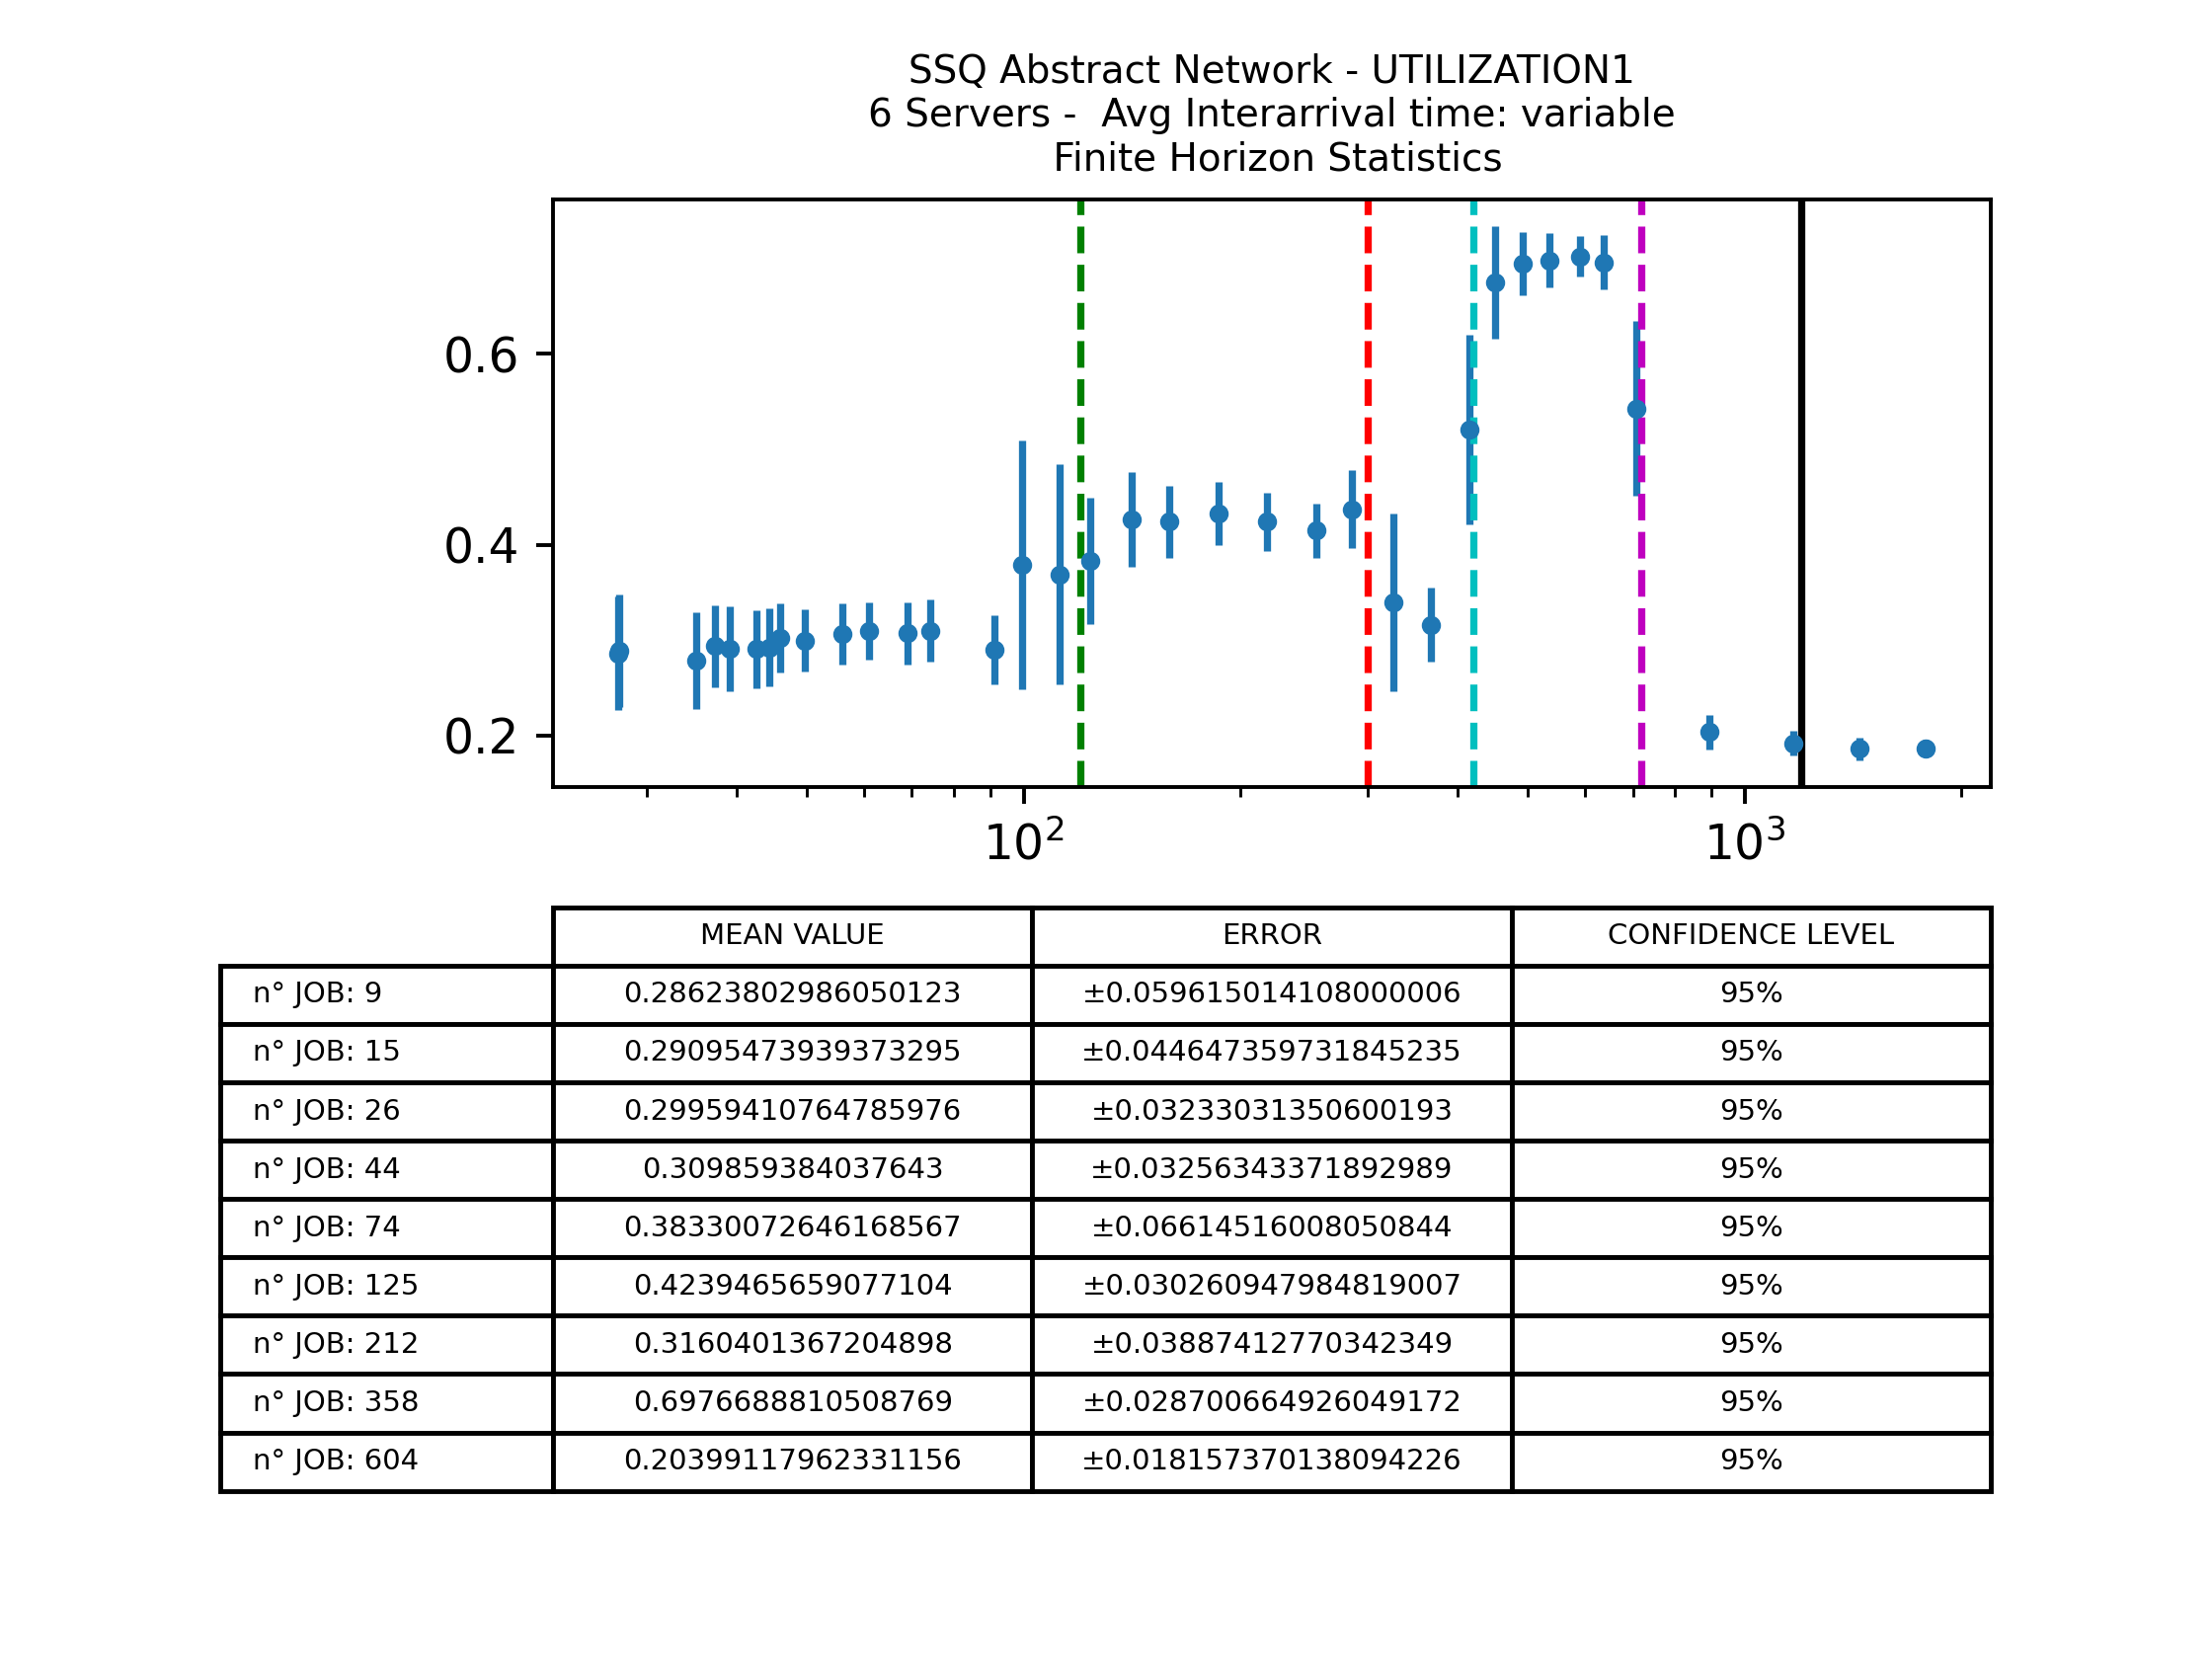 SSQ Abstract Network - UTILIZATION1
6 Servers -  Avg Interarrival time: variable
Finite Horizon Statistics
0.6
0.4
0.2
10²
10³
MEAN VALUE ERROR CONFIDENCE LEVEL
n° JOB: 9 0.28623802986050123 ±0.059615014108000006 95%
n° JOB: 15 0.29095473939373295 ±0.044647359731845235 95%
n° JOB: 26 0.29959410764785976 ±0.03233031350600193 95%
n° JOB: 44 0.309859384037643 ±0.03256343371892989 95%
n° JOB: 74 0.38330072646168567 ±0.06614516008050844 95%
n° JOB: 125 0.4239465659077104 ±0.030260947984819007 95%
n° JOB: 212 0.3160401367204898 ±0.03887412770342349 95%
n° JOB: 358 0.6976688810508769 ±0.028700664926049172 95%
n° JOB: 604 0.20399117962331156 ±0.018157370138094226 95%